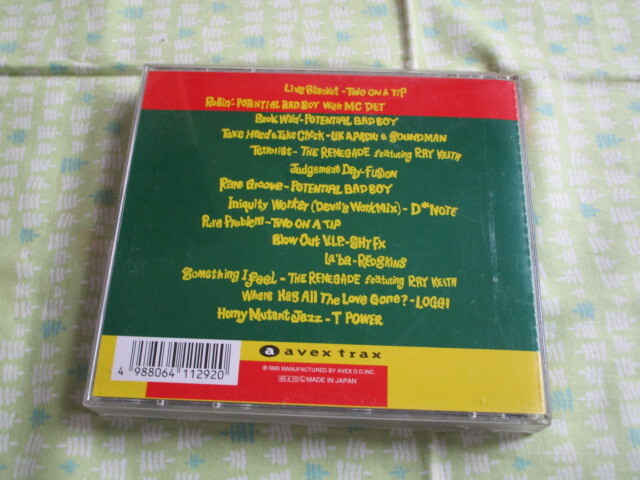 Live Blanket - TWO ON A TIP
Rollin' - POTENTIAL BAD BOY With MC DET
Back Wild - POTENTIAL BAD BOY
Take Heed & Take Check - UK APACHI & SOUNDMAN
Terrorist - THE RENEGADE featuring RAY KEITH
Judgement Day - FUSION
Rare Groove - POTENTIAL BAD BOY
Iniquity Worker (Devil's Work Mix) - D*NOTE
Pure Problem - TWO ON A TIP
Blow Out V.I.P. - SHY FX
La'ba - REDSKINS
Something I Feel - THE RENEGADE featuring RAY KEITH
Where Has All The Love Gone? - LOGGI
Horny Mutant Jazz - T POWER
a avex trax
4 988064 112920
℗ 1995 MANUFACTURED BY AVEX D.D. INC.
MADE IN JAPAN